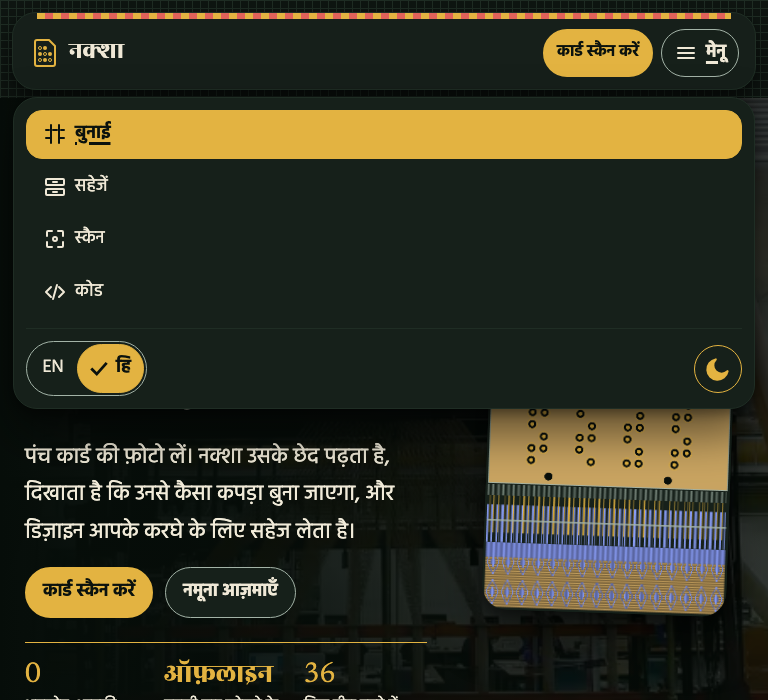 नक्शा
कार्ड स्कैन करें
मेनू
बुनाई
सहेजें
स्कैन
कोड
EN
हि
पंच कार्ड की फ़ोटो लें। नक्शा उसके छेद पढ़ता है,
दिखाता है कि उनसे कैसा कपड़ा बुना जाएगा, और
डिज़ाइन आपके करघे के लिए सहेज लेता है।
कार्ड स्कैन करें
नमूना आज़माएँ
0
ऑफ़लाइन
36